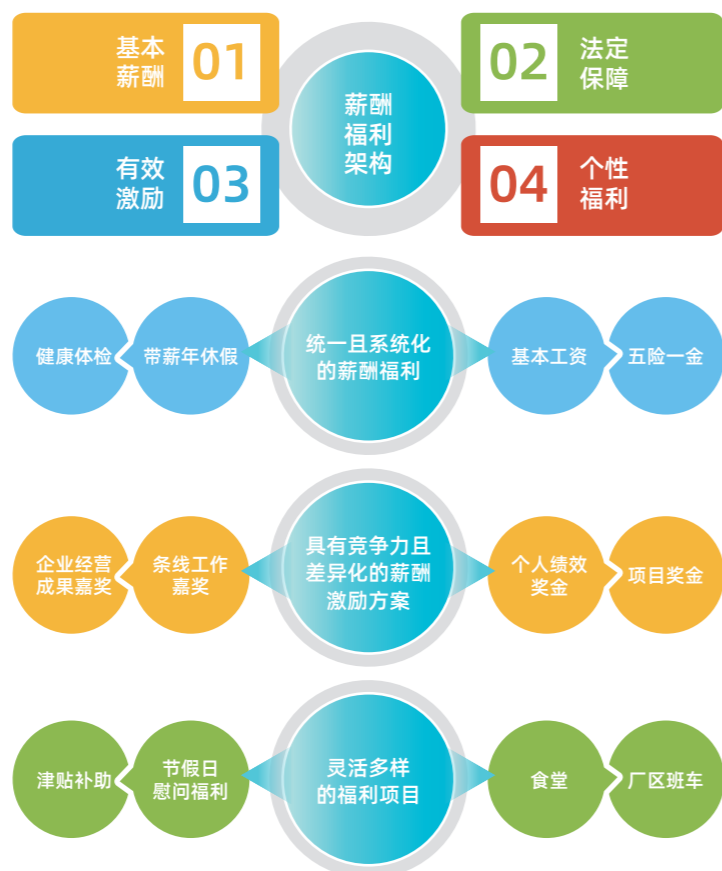 基本
薪酬
01
薪酬
福利
架构
02
法定
保障
有效
激励
03
04
个性
福利
健康体检
带薪年休假
统一且系统化
的薪酬福利
基本工资
五险一金
企业经营
成果嘉奖
条线工作
嘉奖
具有竞争力且
差异化的薪酬
激励方案
个人绩效
奖金
项目奖金
津贴补助
节假日
慰问福利
灵活多样
的福利项目
食堂
厂区班车